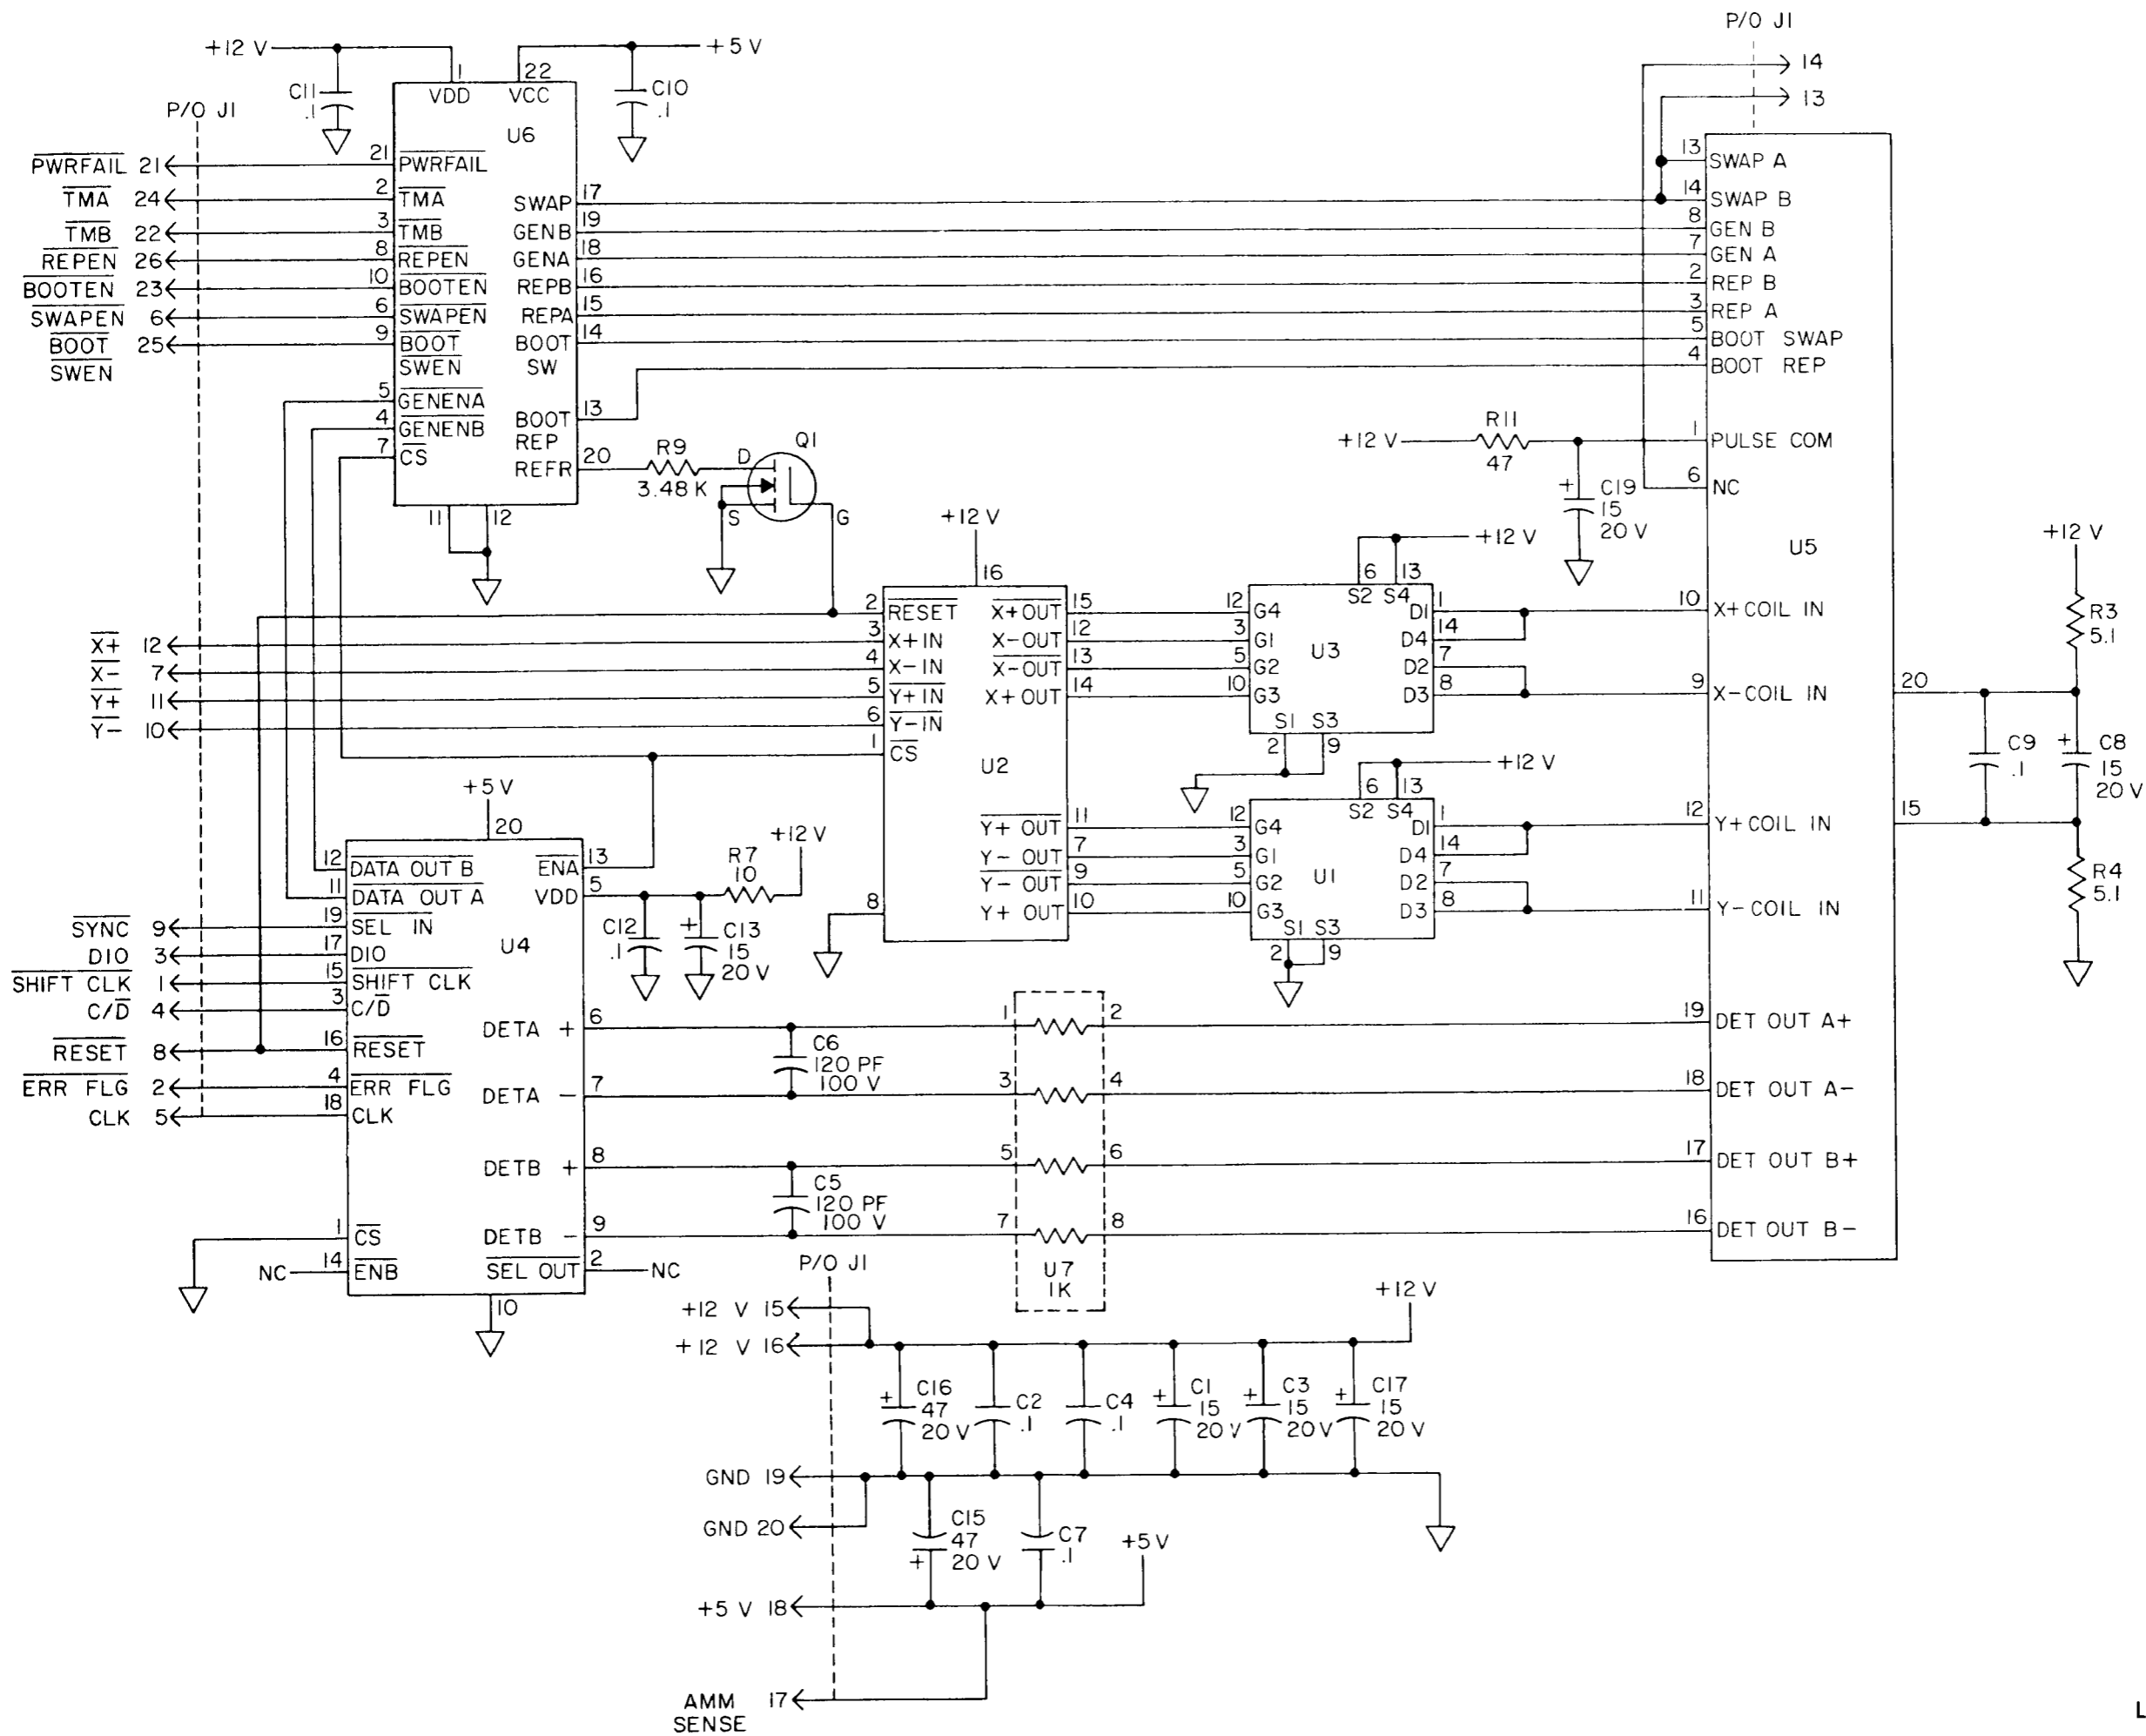 P/O J1
+12 V
+5 V
14
13
C11
.1
1
VDD
22
VCC
C10
.1
P/O J1
U6
PWRFAIL 21
21
PWRFAIL
TMA 24
2
TMA
TMB 22
3
TMB
REPEN 26
8
REPEN
BOOTEN 23
10
BOOTEN
SWAPEN 6
6
SWAPEN
BOOT 25
SWEN
9
BOOT
SWEN
5
GENENA
4
GENENB
7
CS
11
12
SWAP
17
GENB
19
GENA
18
REPB
16
REPA
15
BOOT
SW
14
BOOT
REP
13
REFR
20
R9
3.48 K
D
Q1
S
G
13
SWAP A
14
SWAP B
8
GEN B
7
GEN A
2
REP B
3
REP A
5
BOOT SWAP
4
BOOT REP
+12 V
R11
47
1
PULSE COM
6
NC
+
C19
15
20 V
U5
+12 V
R3
5.1
+12 V
16
2
RESET
3
X+IN
4
X-IN
5
Y+IN
6
Y-IN
1
CS
U2
8
X+ 12
X- 7
Y+ 11
Y- 10
X+OUT
15
X-OUT
12
X-OUT
13
X+OUT
14
Y+ OUT
11
Y- OUT
7
Y- OUT
9
Y+ OUT
10
+12 V
6
13
S2
S4
12
G4
3
G1
5
G2
10
G3
U3
D1
1
D4
14
D2
7
D3
8
S1
S3
2
9
+12 V
6
13
S2
S4
12
G4
3
G1
5
G2
10
G3
U1
D1
1
D4
14
D2
7
D3
8
S1
S3
2
9
10
X+COIL IN
9
X-COIL IN
12
Y+COIL IN
11
Y-COIL IN
20
15
C9
.1
+
C8
15
20 V
R4
5.1
+5 V
20
12
DATA OUT B
11
DATA OUT A
SYNC 9
19
SEL IN
DIO 3
17
DIO
SHIFT CLK 1
15
SHIFT CLK
C/D 4
3
C/D
RESET 8
16
RESET
ERR FLG 2
4
ERR FLG
CLK 5
18
CLK
U4
1
CS
NC
14
ENB
10
ENA
13
VDD
5
R7
10
+12 V
C12
.1
+
C13
15
20 V
DETA +
6
DETA -
7
DETB +
8
DETB -
9
SEL OUT
2
NC
C6
120 PF
100 V
C5
120 PF
100 V
1
2
3
4
5
6
7
8
U7
1K
19
DET OUT A+
18
DET OUT A-
17
DET OUT B+
16
DET OUT B-
P/O J1
+12 V 15
+12 V 16
+12 V
+
C16
47
20 V
C2
.1
C4
.1
+
C1
15
20 V
+
C3
15
20 V
+
C17
15
20 V
GND 19
GND 20
C15
47
20 V
+
C7
.1
+5 V
+5 V 18
AMM
SENSE
17
L